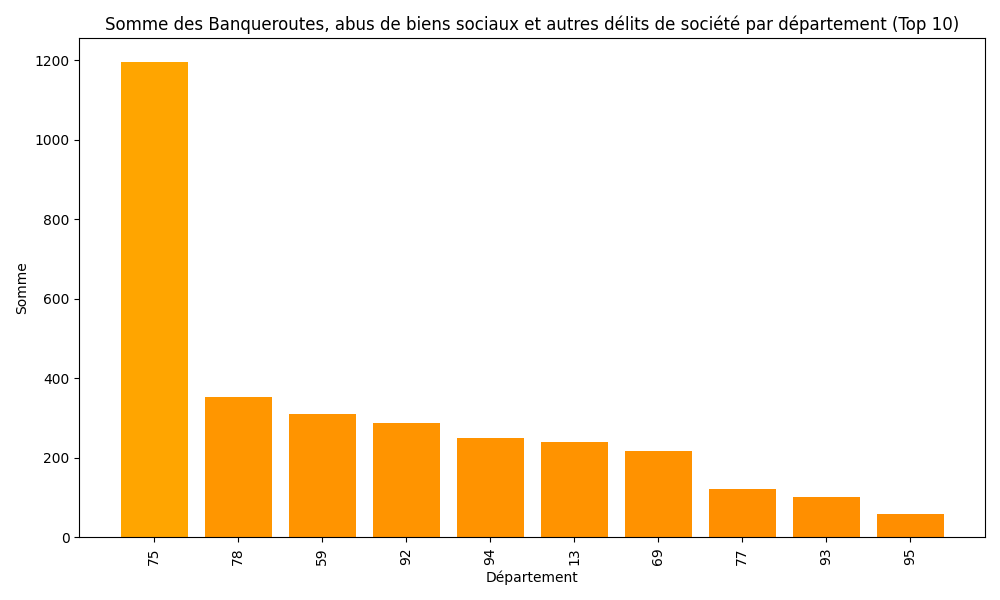 Somme des Banqueroutes, abus de biens sociaux et autres délits de société par département (Top 10)
1200
1000
800
600
400
200
0
Somme
75 78 59 92 94 13 69 77 93 95
Département